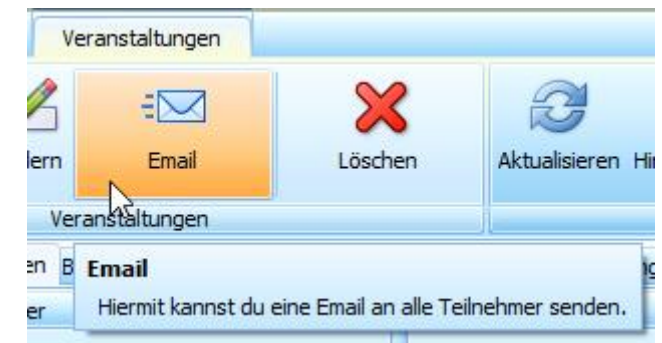 Veranstaltungen
Email
Löschen
Aktualisieren
Veranstaltungen
Email
Hiermit kannst du eine Email an alle Teilnehmer senden.